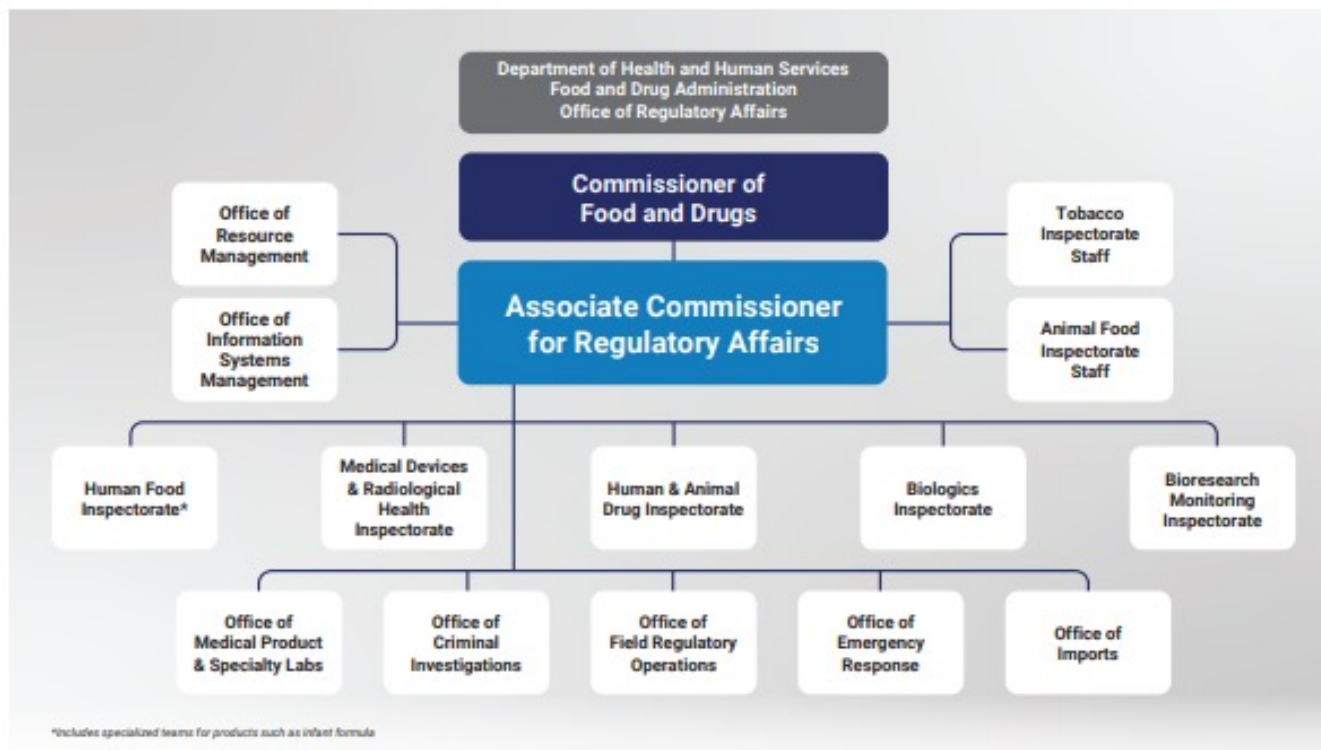 Department of Health and Human Services
Food and Drug Administration
Office of Regulatory Affairs
Commissioner of
Food and Drugs
Office of
Resource
Management
Tobacco
Inspectorate
Staff
Associate Commissioner
for Regulatory Affairs
Office of
Information
Systems
Management
Animal Food
Inspectorate
Staff
Human Food
Inspectorate*
Medical Devices
& Radiological
Health
Inspectorate
Human & Animal
Drug Inspectorate
Biologics
Inspectorate
Bioresearch
Monitoring
Inspectorate
Office of
Medical Product
& Specialty Labs
Office of
Criminal
Investigations
Office of
Field Regulatory
Operations
Office of
Emergency
Response
Office of
Imports
*Includes specialized teams for products such as infant formula